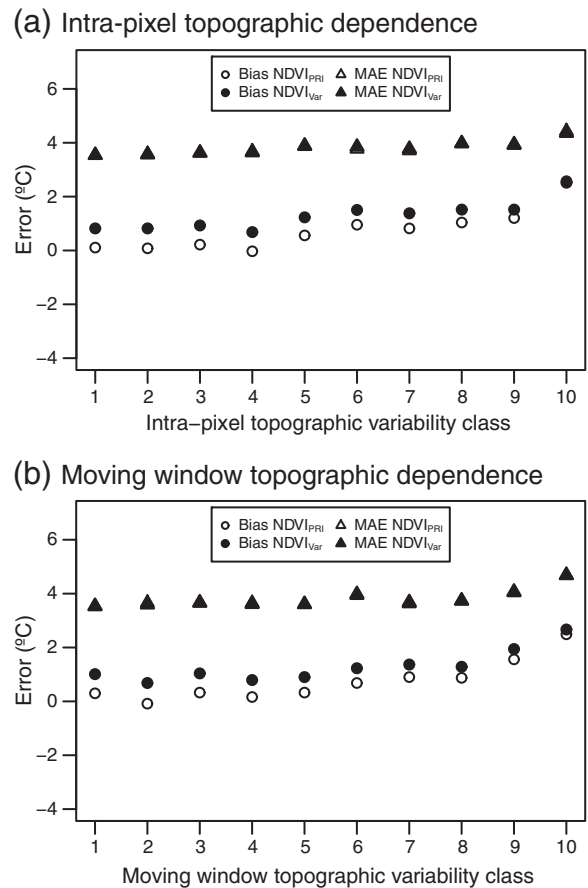 (a) Intra-pixel topographic dependence
Bias NDVIPRI MAE NDVIPRI
Bias NDVIVar MAE NDVIVar
6
4
2
0
−2
−4
Error (ºC)
1 2 3 4 5 6 7 8 9 10
Intra−pixel topographic variability class
(b) Moving window topographic dependence
Bias NDVIPRI MAE NDVIPRI
Bias NDVIVar MAE NDVIVar
6
4
2
0
−2
−4
Error (ºC)
1 2 3 4 5 6 7 8 9 10
Moving window topographic variability class